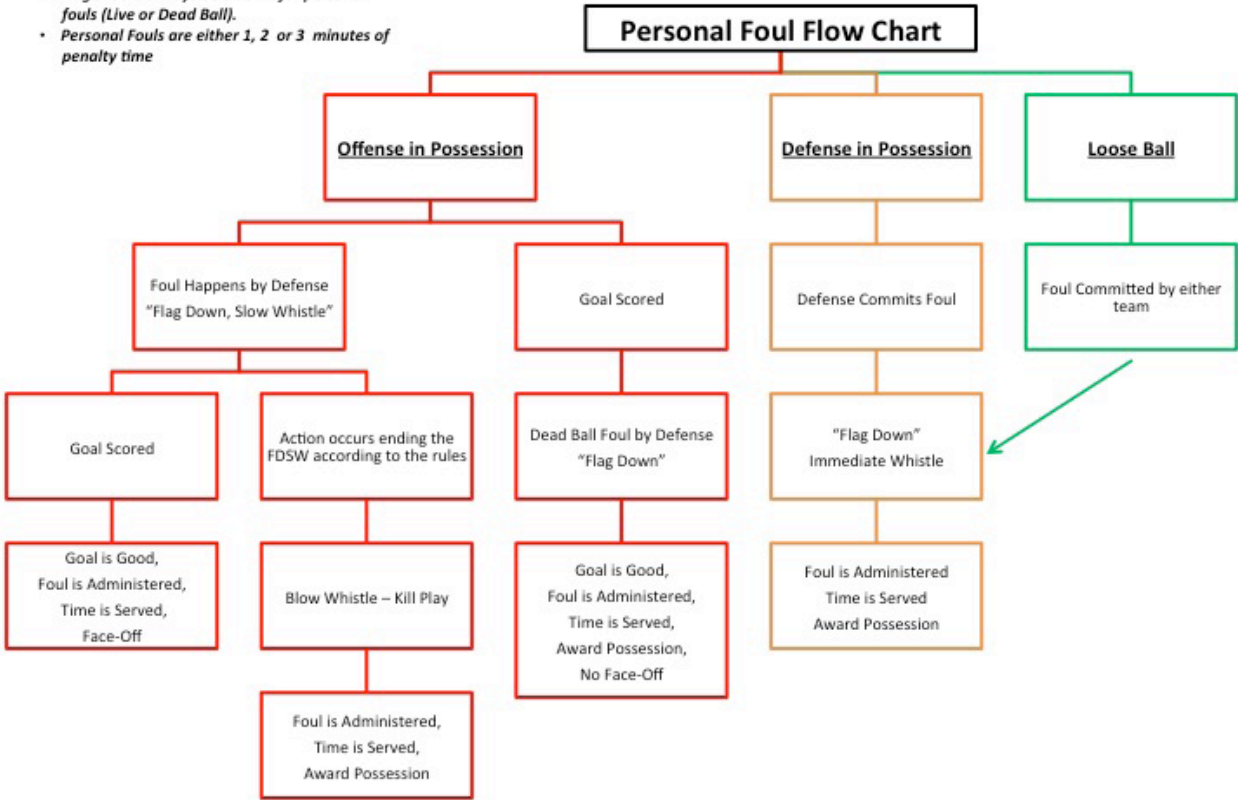 fouls (Live or Dead Ball).
• Personal Fouls are either 1, 2 or 3 minutes of
penalty time
Personal Foul Flow Chart
Offense in Possession
Defense in Possession
Loose Ball
Foul Happens by Defense
“Flag Down, Slow Whistle”
Goal Scored
Defense Commits Foul
Foul Committed by either
team
Goal Scored
Action occurs ending the
FDSW according to the rules
Dead Ball Foul by Defense
“Flag Down”
“Flag Down”
Immediate Whistle
Goal is Good,
Foul is Administered,
Time is Served,
Face-Off
Blow Whistle – Kill Play
Goal is Good,
Foul is Administered,
Time is Served,
Award Possession,
No Face-Off
Foul is Administered
Time is Served
Award Possession
Foul is Administered,
Time is Served,
Award Possession